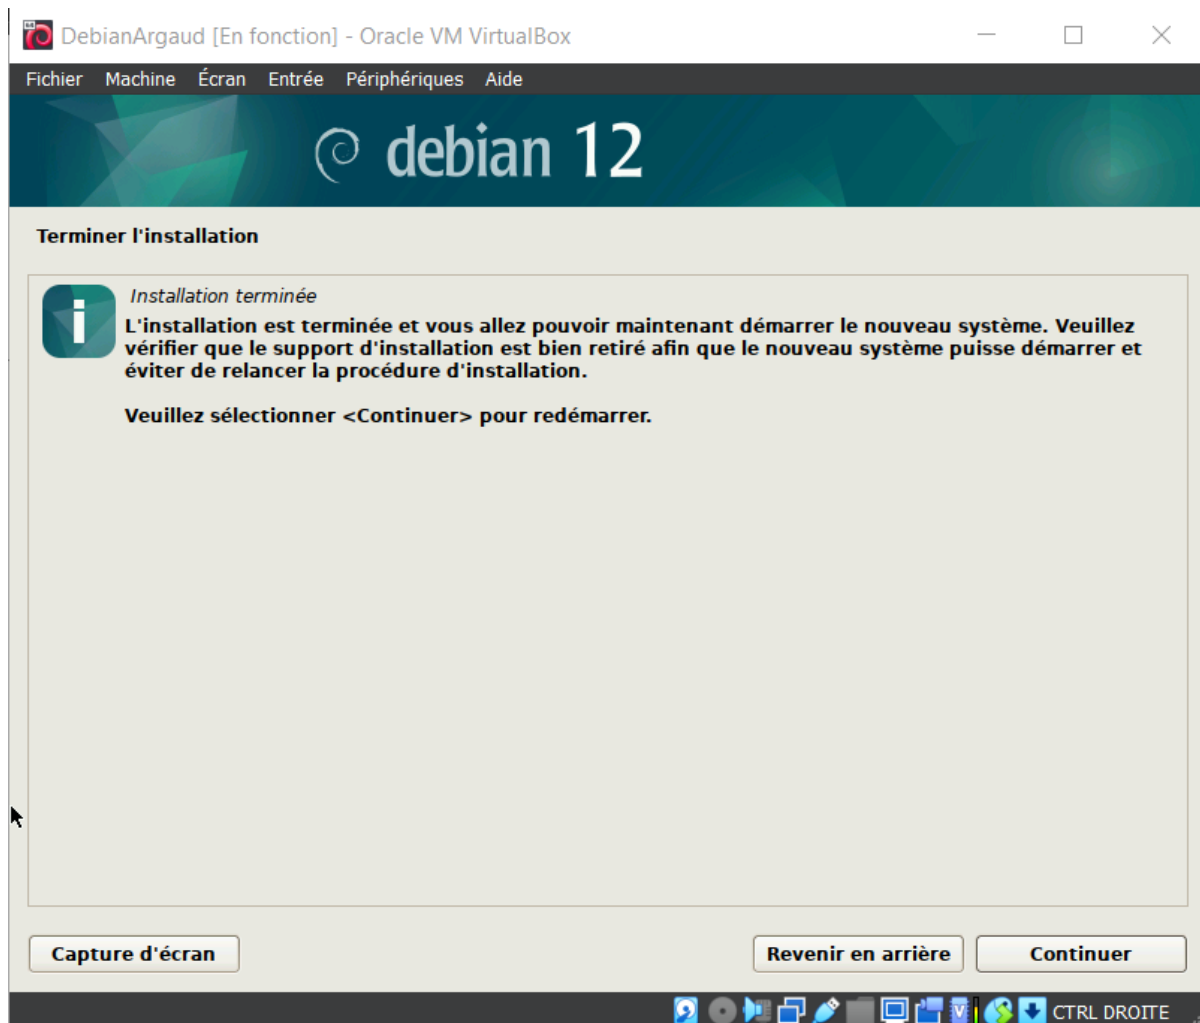 DebianArgaud [En fonction] - Oracle VM VirtualBox
Fichier Machine Écran Entrée Périphériques Aide
debian 12
Terminer l'installation
Installation terminée
L'installation est terminée et vous allez pouvoir maintenant démarrer le nouveau système. Veuillez
vérifier que le support d'installation est bien retiré afin que le nouveau système puisse démarrer et
éviter de relancer la procédure d'installation.
Veuillez sélectionner <Continuer> pour redémarrer.
Capture d'écran
Revenir en arrière
Continuer
CTRL DROITE